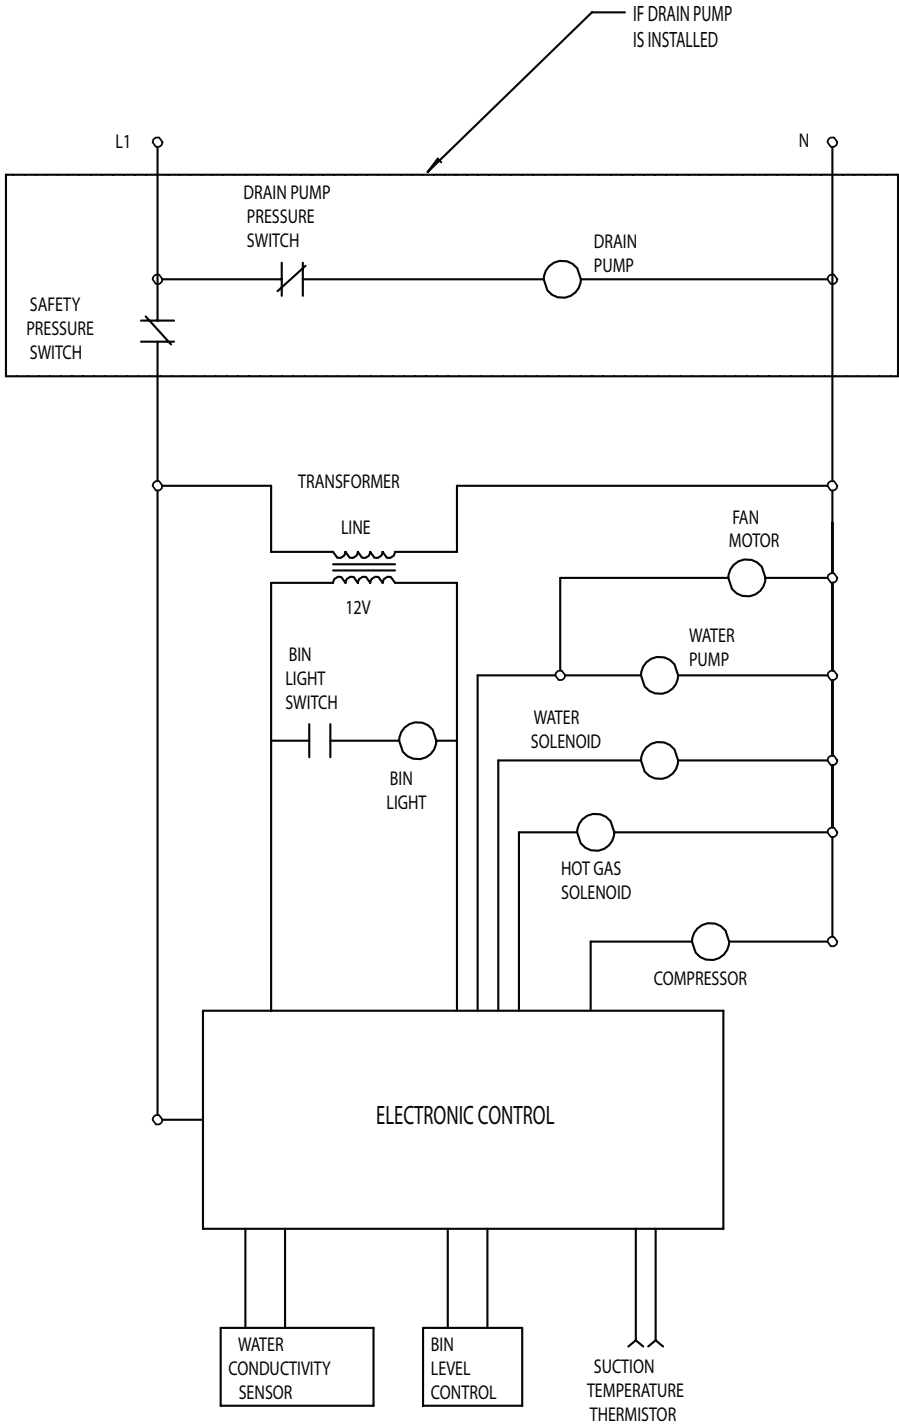 IF DRAIN PUMP
IS INSTALLED
L1
N
DRAIN PUMP
PRESSURE
SWITCH
DRAIN
PUMP
SAFETY
PRESSURE
SWITCH
TRANSFORMER
LINE
12V
FAN
MOTOR
WATER
PUMP
BIN
LIGHT
SWITCH
WATER
SOLENOID
BIN
LIGHT
HOT GAS
SOLENOID
COMPRESSOR
ELECTRONIC CONTROL
WATER
CONDUCTIVITY
SENSOR
BIN
LEVEL
CONTROL
SUCTION
TEMPERATURE
THERMISTOR